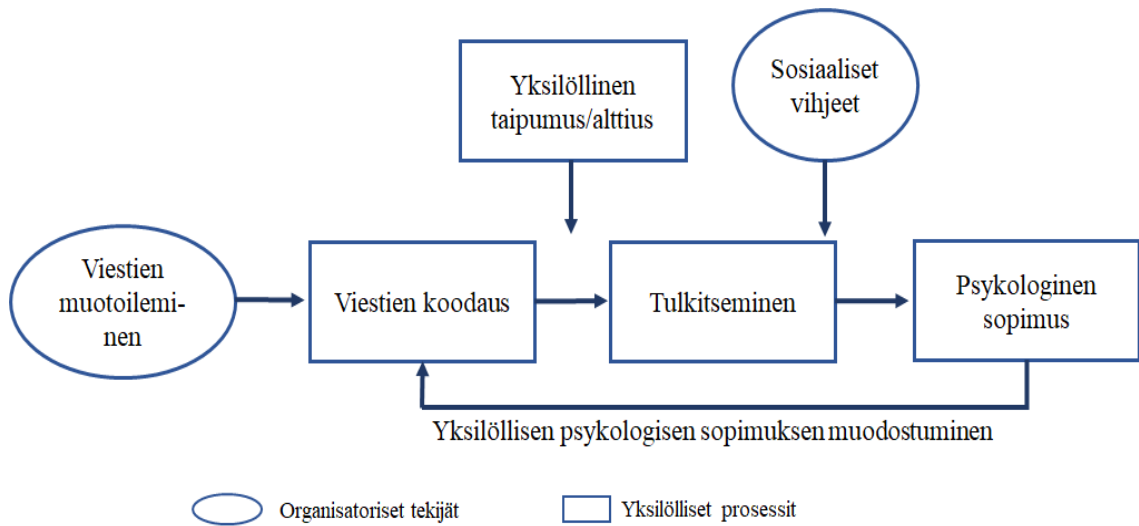 Yksilöllinen
taipumus/alttius
Sosiaaliset
vihjeet
Viestien
muotoilemi-
nen
Viestien koodaus
Tulkitseminen
Psykologinen
sopimus
Yksilöllisen psykologisen sopimuksen muodostuminen
Organisatoriset tekijät
Yksilölliset prosessit